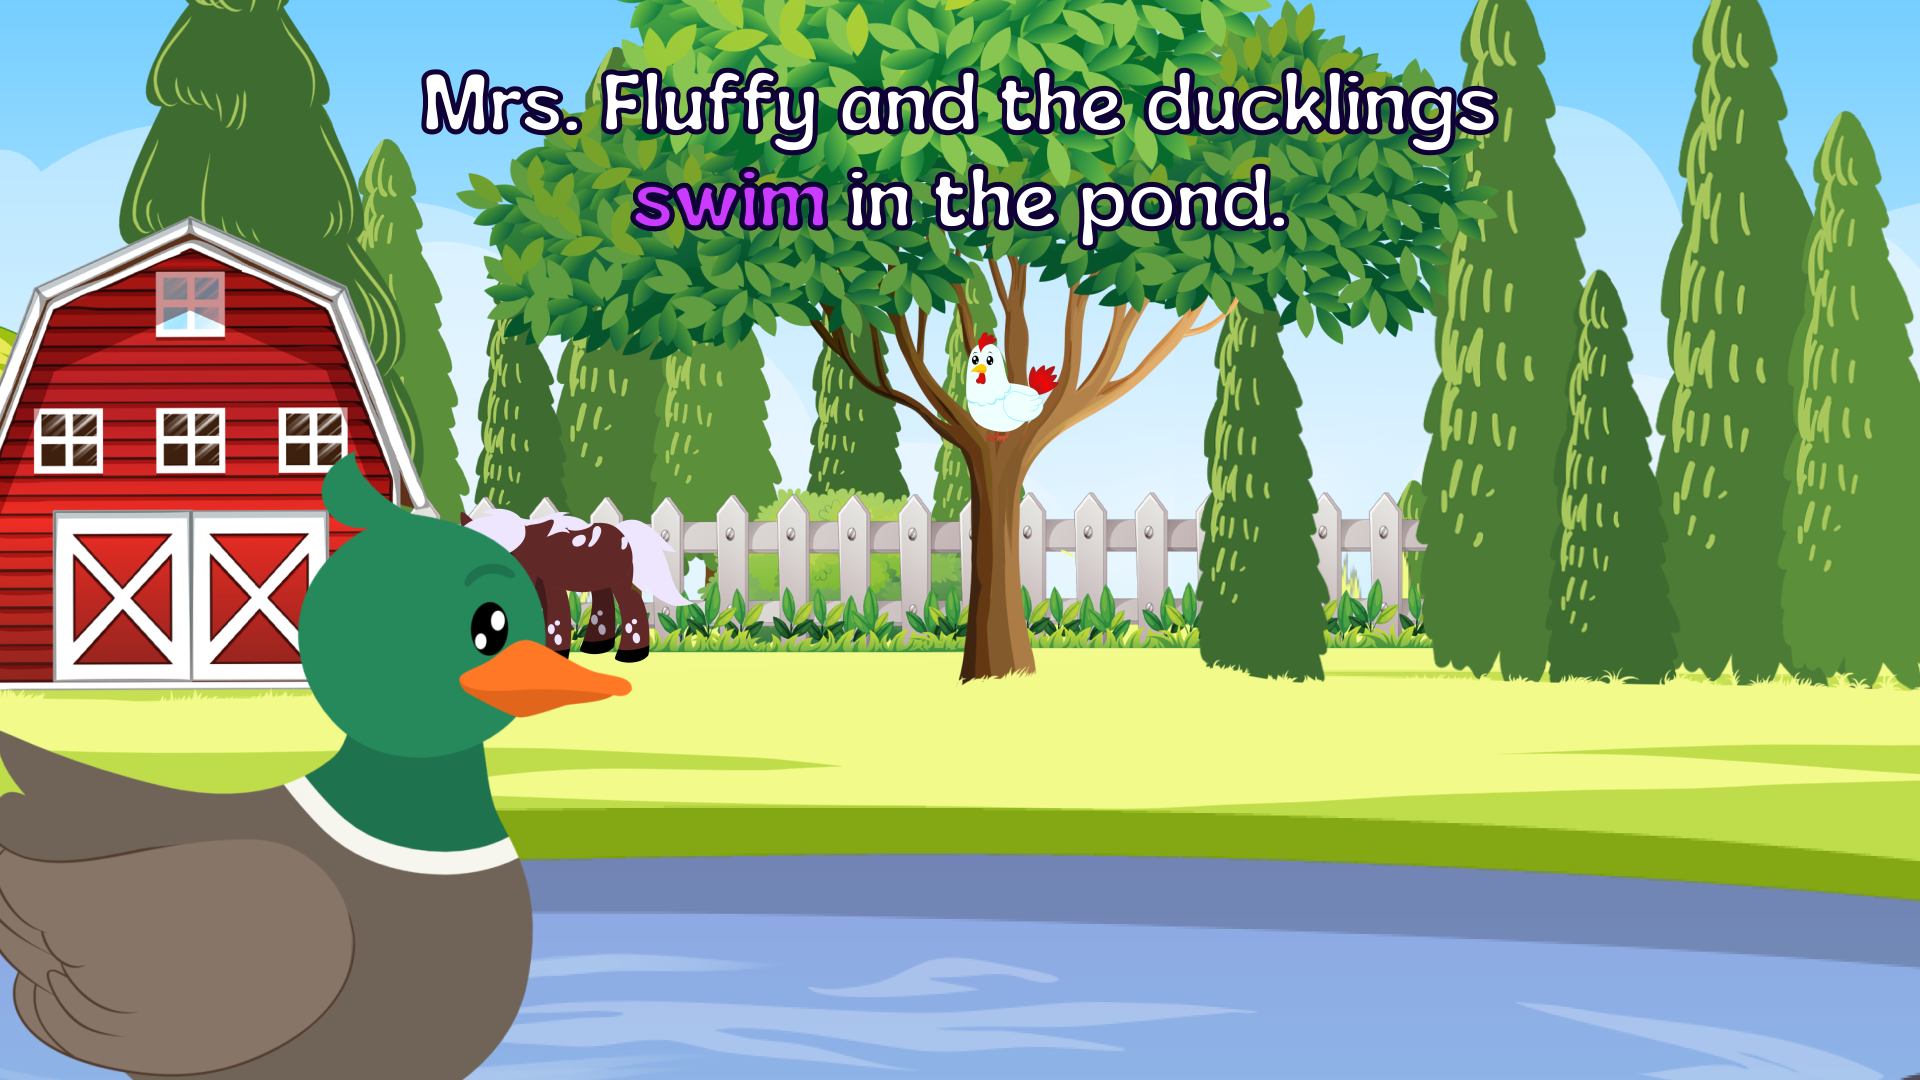 Mrs. Fluffy and the ducklings
swim in the pond.